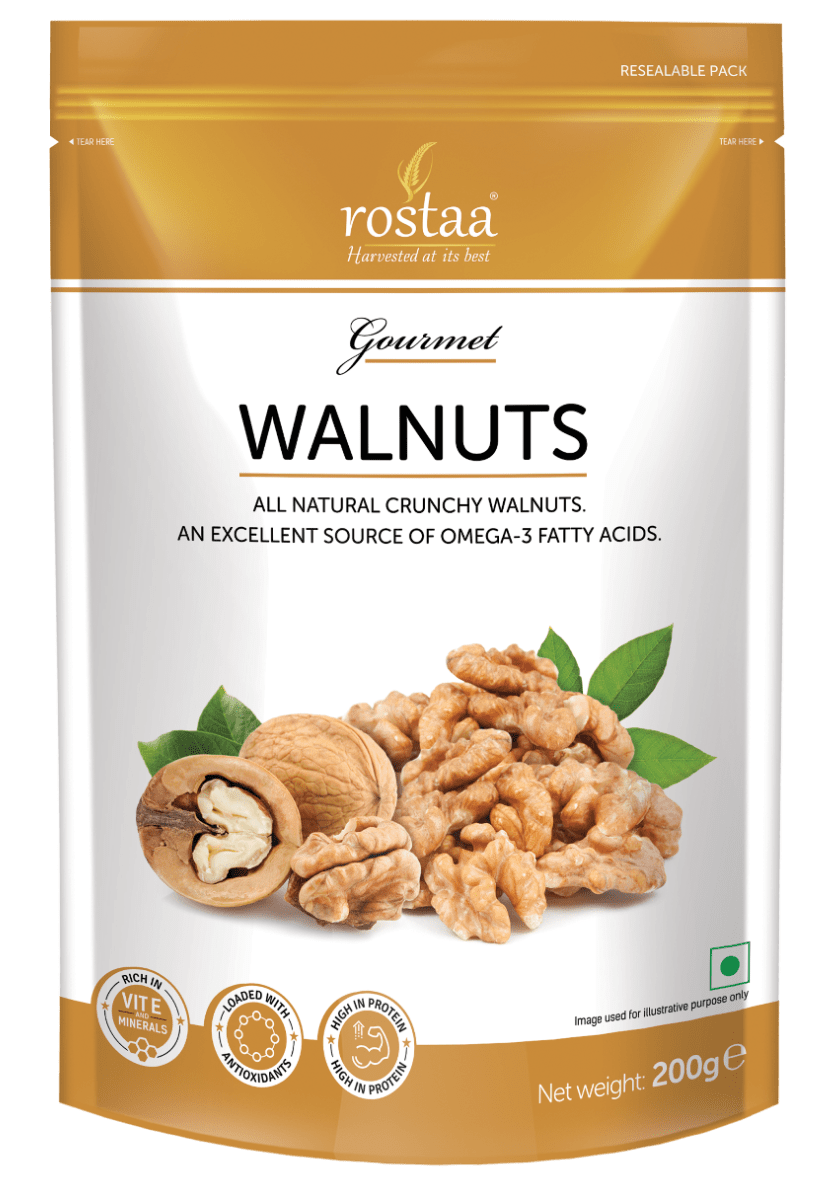 RESEALABLE PACK
TEAR HERE
TEAR HERE
rostaa®
Harvested at its best
Gourmet
WALNUTS
ALL NATURAL CRUNCHY WALNUTS.
AN EXCELLENT SOURCE OF OMEGA-3 FATTY ACIDS.
RICH IN
VIT E
AND
MINERALS
LOADED WITH
ANTIOXIDANTS
HIGH IN PROTEIN
HIGH IN PROTEIN
Image used for illustrative purpose only
Net weight: 200g℮